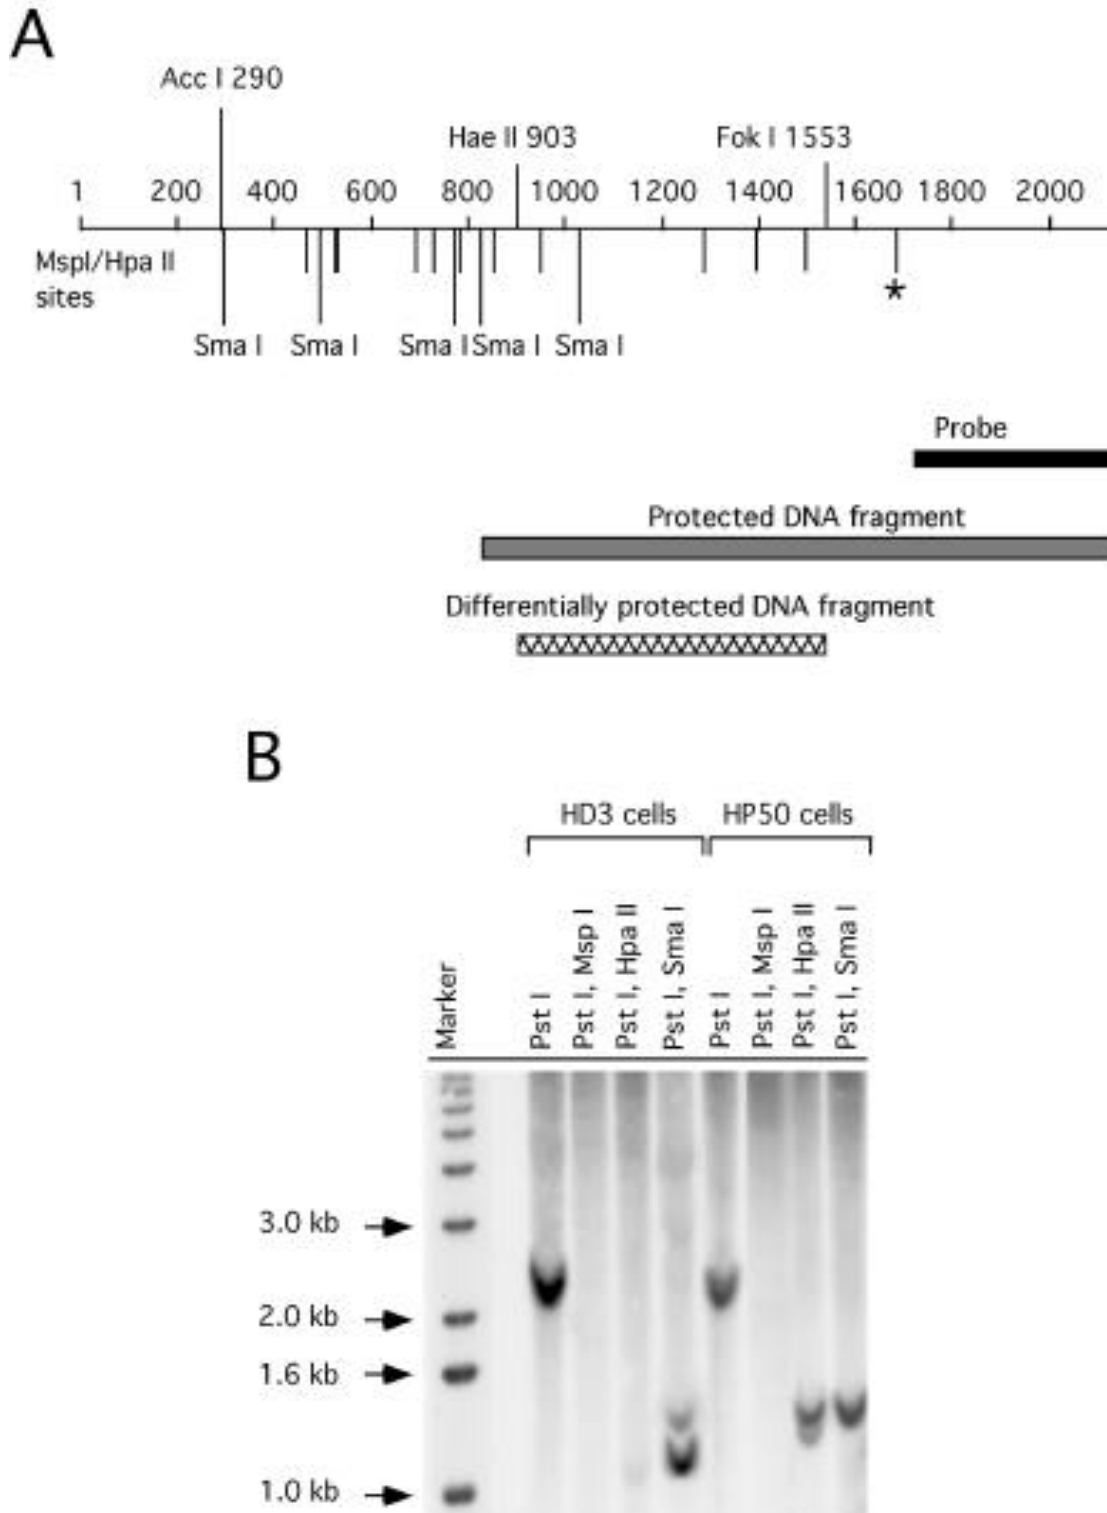 A
Acc I 290
Hae II 903
Fok I 1553
1 200 400 600 800 1000 1200 1400 1600 1800 2000
MspI/Hpa II
sites
*
Sma I Sma I Sma I Sma I Sma I
Probe
Protected DNA fragment
Differentially protected DNA fragment
B
HD3 cells HP50 cells
Marker
Pst I
Pst I, Msp I
Pst I, Hpa II
Pst I, Sma I
Pst I
Pst I, Msp I
Pst I, Hpa II
Pst I, Sma I
3.0 kb
2.0 kb
1.6 kb
1.0 kb